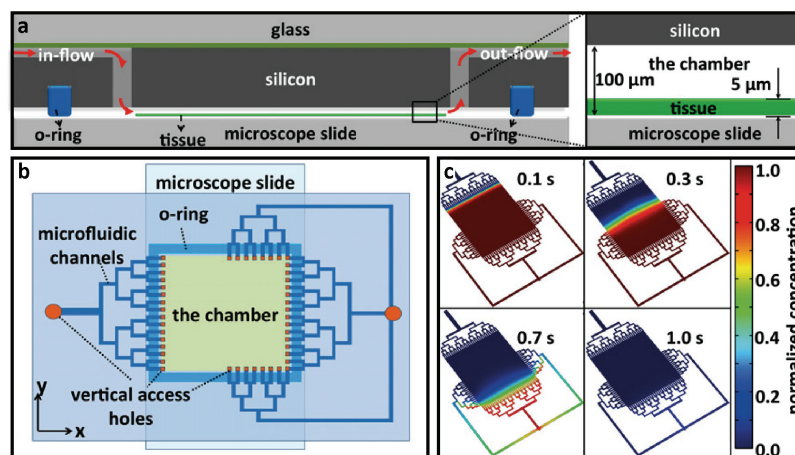 a
glass
in-flow
out-flow
silicon
o-ring
tissue
microscope slide
o-ring
silicon
the chamber
100 μm
5 μm
tissue
microscope slide
b
microscope slide
o-ring
microfluidic
channels
the chamber
vertical access
holes
y
x
c
0.1 s
0.3 s
0.7 s
1.0 s
1.0
0.8
0.6
0.4
0.2
0.0
normalized concentration